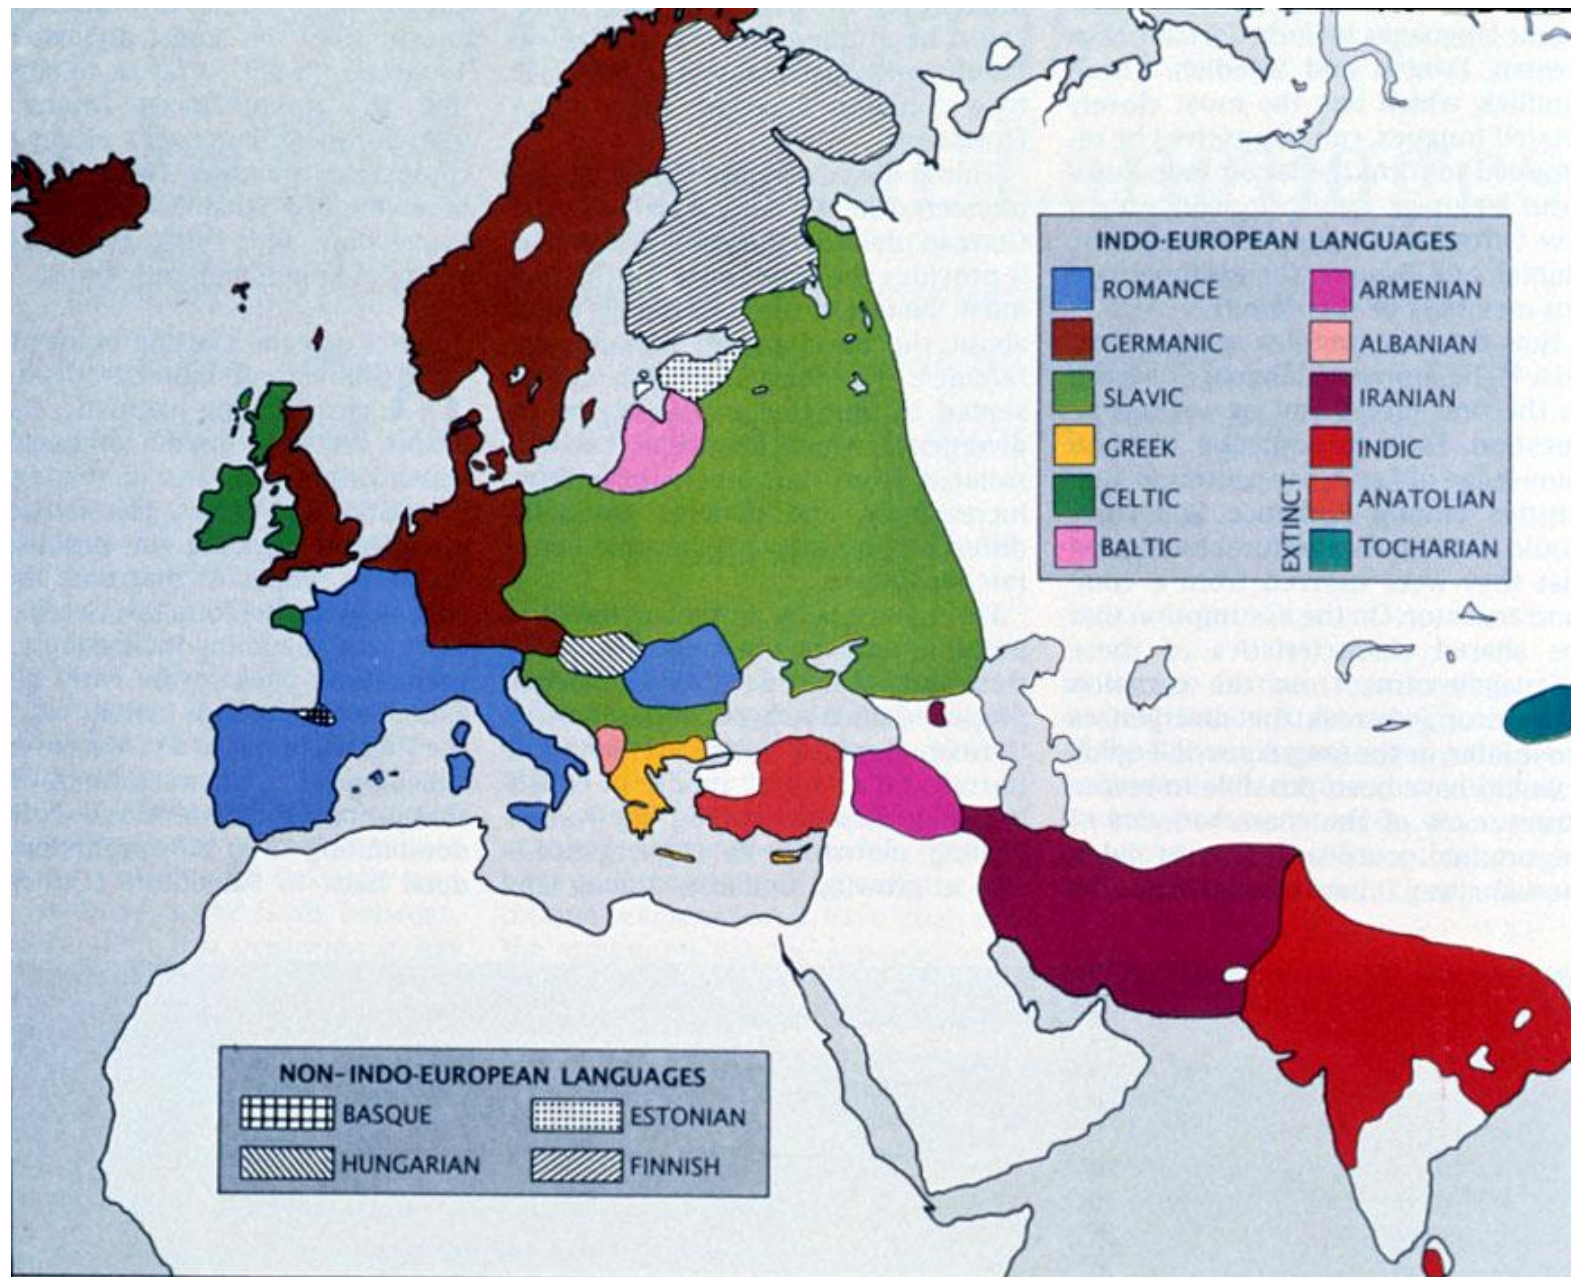 INDO-EUROPEAN LANGUAGES
ROMANCE
GERMANIC
SLAVIC
GREEK
CELTIC
BALTIC
ARMENIAN
ALBANIAN
IRANIAN
INDIC
EXTINCT
ANATOLIAN
TOCHARIAN
NON-INDO-EUROPEAN LANGUAGES
BASQUE
HUNGARIAN
ESTONIAN
FINNISH